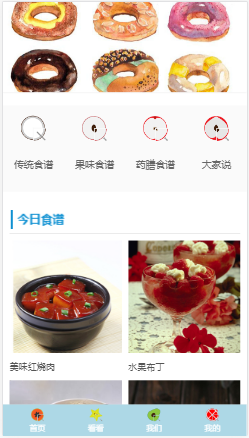 传统食谱 果味食谱 药膳食谱 大家说
今日食谱
美味红烧肉 水果布丁
首页 看看 我们 我的